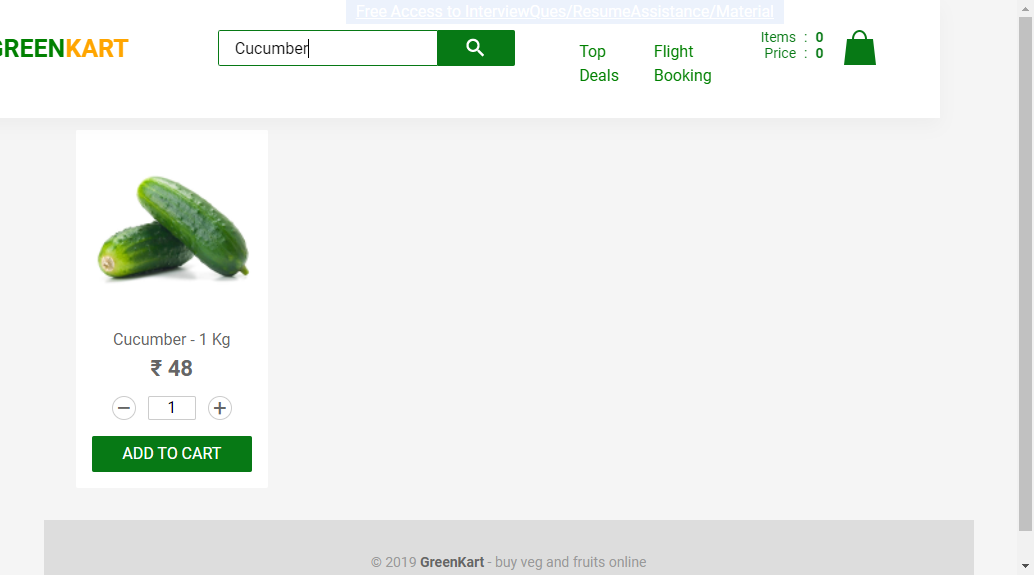 Free Access to InterviewQues/ResumeAssistance/Material
GREENKART
Cucumber
Top Deals
Flight Booking
Items : 0
Price : 0
Cucumber - 1 Kg
₹ 48
1
ADD TO CART
© 2019 GreenKart - buy veg and fruits online